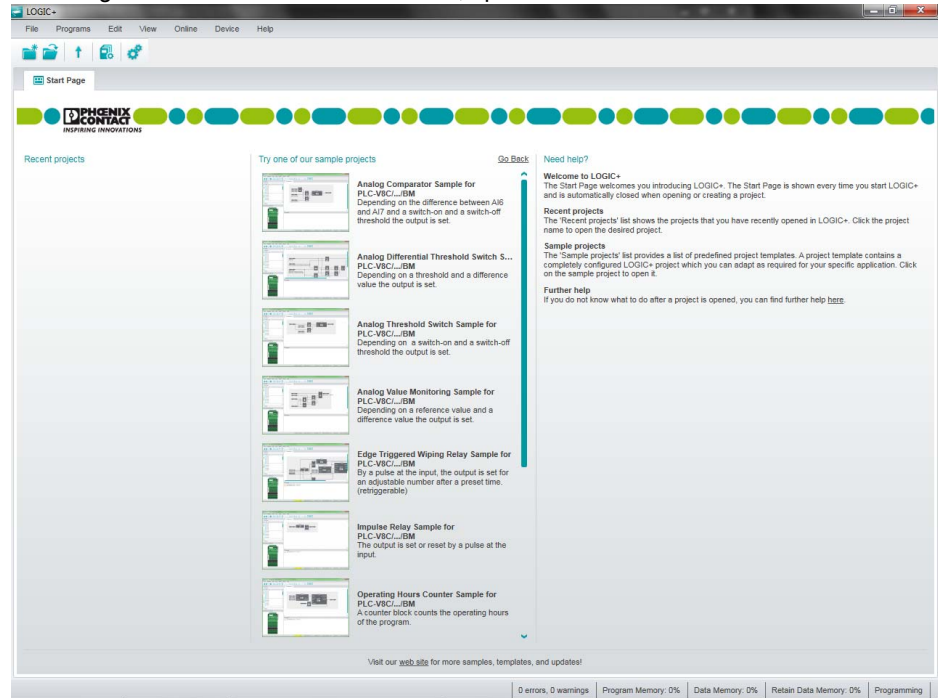 LOGIC+
File Programs Edit View Online Device Help
Start Page
PHŒNIX
CONTACT
INSPIRING INNOVATIONS
Recent projects
Try one of our sample projects Go Back
Analog Comparator Sample for
PLC-V8C/.../BM
Depending on the difference between AI6
and AI7 and a switch-on and a switch-off
threshold the output is set.
Analog Differential Threshold Switch S...
PLC-V8C/.../BM
Depending on a threshold and a difference
value the output is set.
Analog Threshold Switch Sample for
PLC-V8C/.../BM
Depending on a switch-on and a switch-off
threshold the output is set.
Analog Value Monitoring Sample for
PLC-V8C/.../BM
Depending on a reference value and a
difference value the output is set.
Edge Triggered Wiping Relay Sample for
PLC-V8C/.../BM
By a pulse at the input, the output is set for
an adjustable number after a preset time.
(retriggerable)
Impulse Relay Sample for
PLC-V8C/.../BM
The output is set or reset by a pulse at the
input.
Operating Hours Counter Sample for
PLC-V8C/.../BM
A counter block counts the operating hours
of the program.
Need help?
Welcome to LOGIC+
The Start Page welcomes you introducing LOGIC+. The Start Page is shown every time you start LOGIC+
and is automatically closed when opening or creating a project.
Recent projects
The 'Recent projects' list shows the projects that you have recently opened in LOGIC+. Click the project
name to open the desired project.
Sample projects
The 'Sample projects' list provides a list of predefined project templates. A project template contains a
completely configured LOGIC+ project which you can adapt as required for your specific application. Click
on the sample project to open it.
Further help
If you do not know what to do after a project is opened, you can find further help here.
Visit our web site for more samples, templates, and updates!
0 errors, 0 warnings Program Memory: 0% Data Memory: 0% Retain Data Memory: 0% Programming